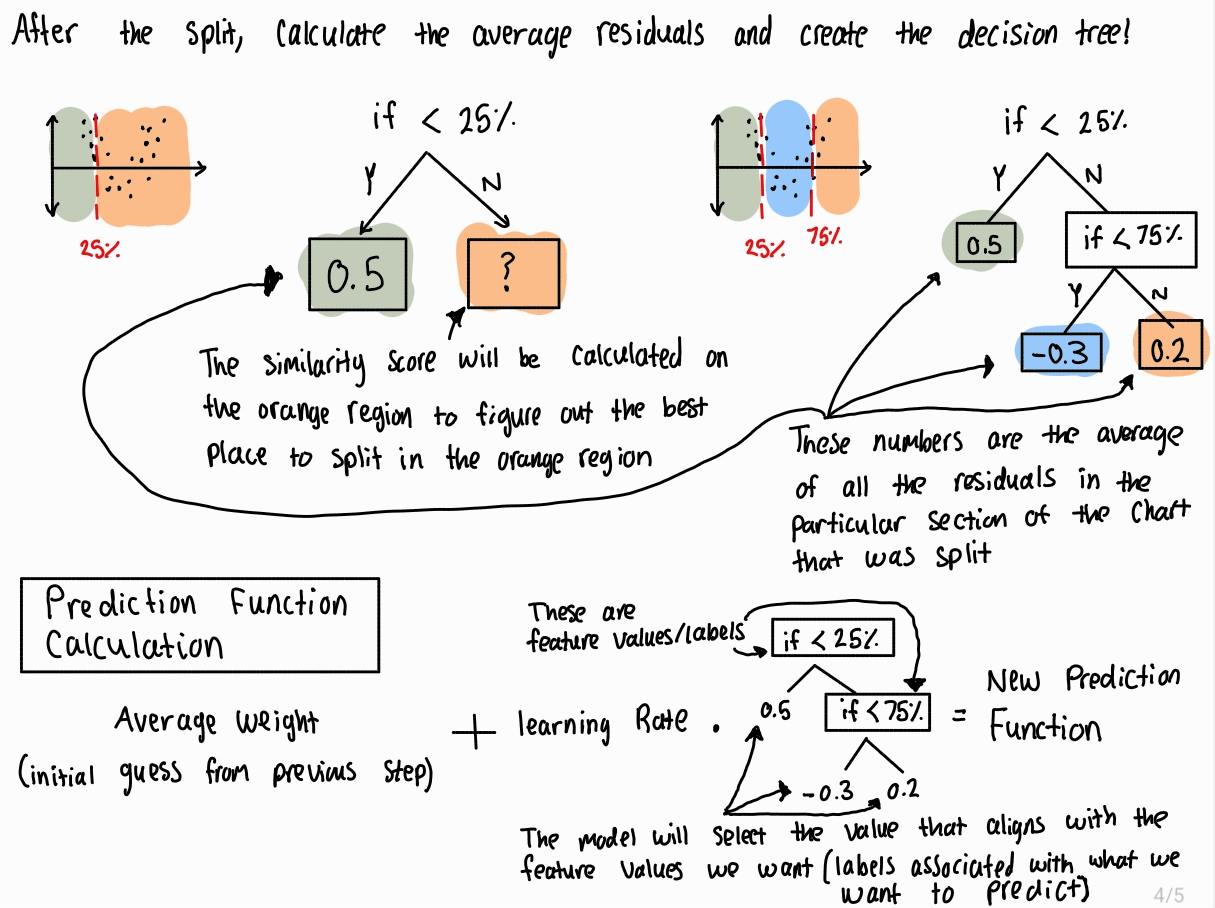 After the split, calculate the average residuals and create the decision tree!
25%
if < 25%
Y
N
0.5
?
The similarity score will be calculated on
the orange region to figure out the best
place to split in the orange region
25%
75%
if < 25%
Y
N
0.5
if < 75%
Y
N
-0.3
0.2
These numbers are the average
of all the residuals in the
particular section of the chart
that was split
Prediction Function
Calculation
Average weight
(initial guess from previous step)
+
learning Rate .
These are
feature values/labels
if < 25%
0.5
if < 75%
-0.3
0.2
=
New Prediction
Function
The model will select the value that aligns with the
feature values we want (labels associated with what we
want to predict)
4/5